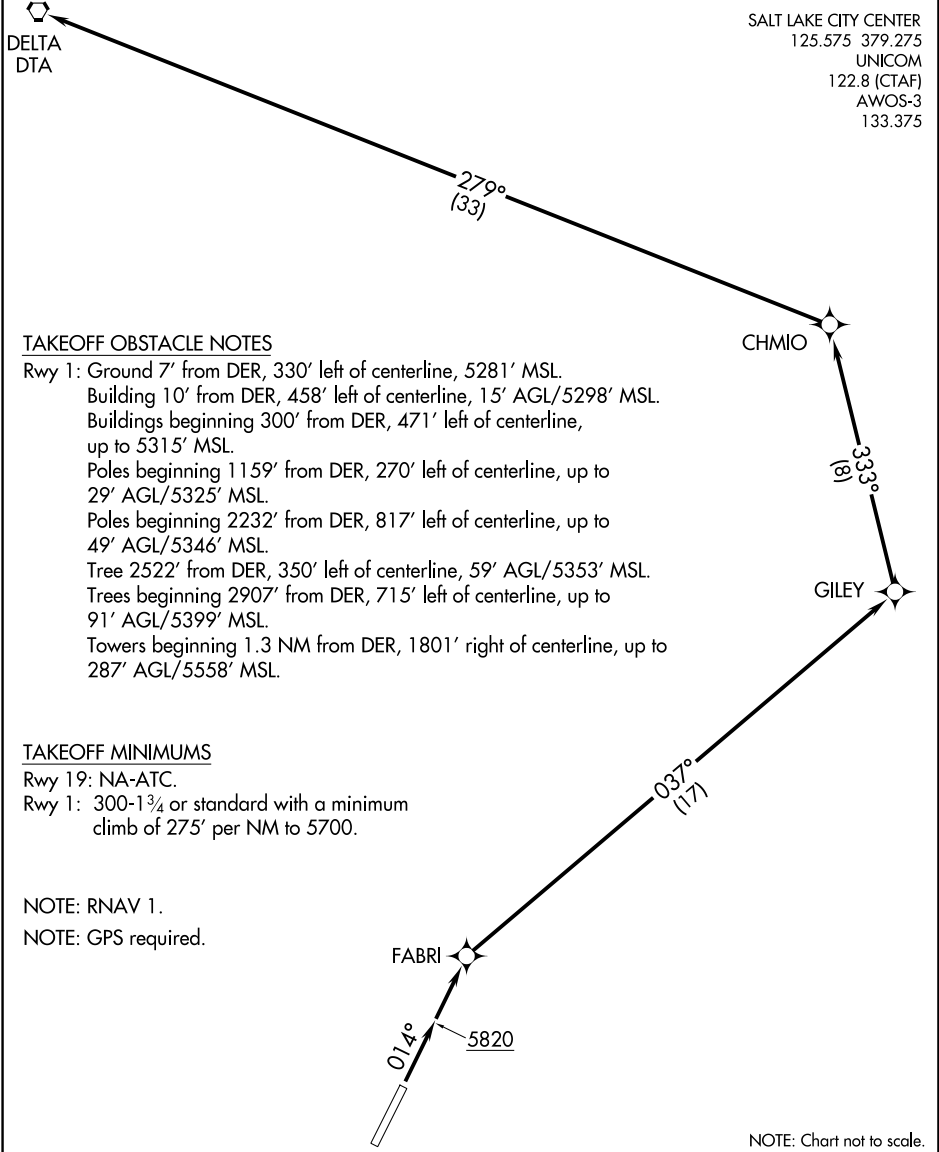 DELTA
DTA
SALT LAKE CITY CENTER
125.575 379.275
UNICOM
122.8 (CTAF)
AWOS-3
133.375
279°
(33)
CHMIO
333°
(8)
GILEY
TAKEOFF OBSTACLE NOTES
Rwy 1: Ground 7' from DER, 330' left of centerline, 5281' MSL.
Building 10' from DER, 458' left of centerline, 15' AGL/5298' MSL.
Buildings beginning 300' from DER, 471' left of centerline,
up to 5315' MSL.
Poles beginning 1159' from DER, 270' left of centerline, up to
29' AGL/5325' MSL.
Poles beginning 2232' from DER, 817' left of centerline, up to
49' AGL/5346' MSL.
Tree 2522' from DER, 350' left of centerline, 59' AGL/5353' MSL.
Trees beginning 2907' from DER, 715' left of centerline, up to
91' AGL/5399' MSL.
Towers beginning 1.3 NM from DER, 1801' right of centerline, up to
287' AGL/5558' MSL.
TAKEOFF MINIMUMS
Rwy 19: NA-ATC.
Rwy 1: 300-1¾ or standard with a minimum
climb of 275' per NM to 5700.
037°
(17)
NOTE: RNAV 1.
NOTE: GPS required.
FABRI
014°
5820
NOTE: Chart not to scale.